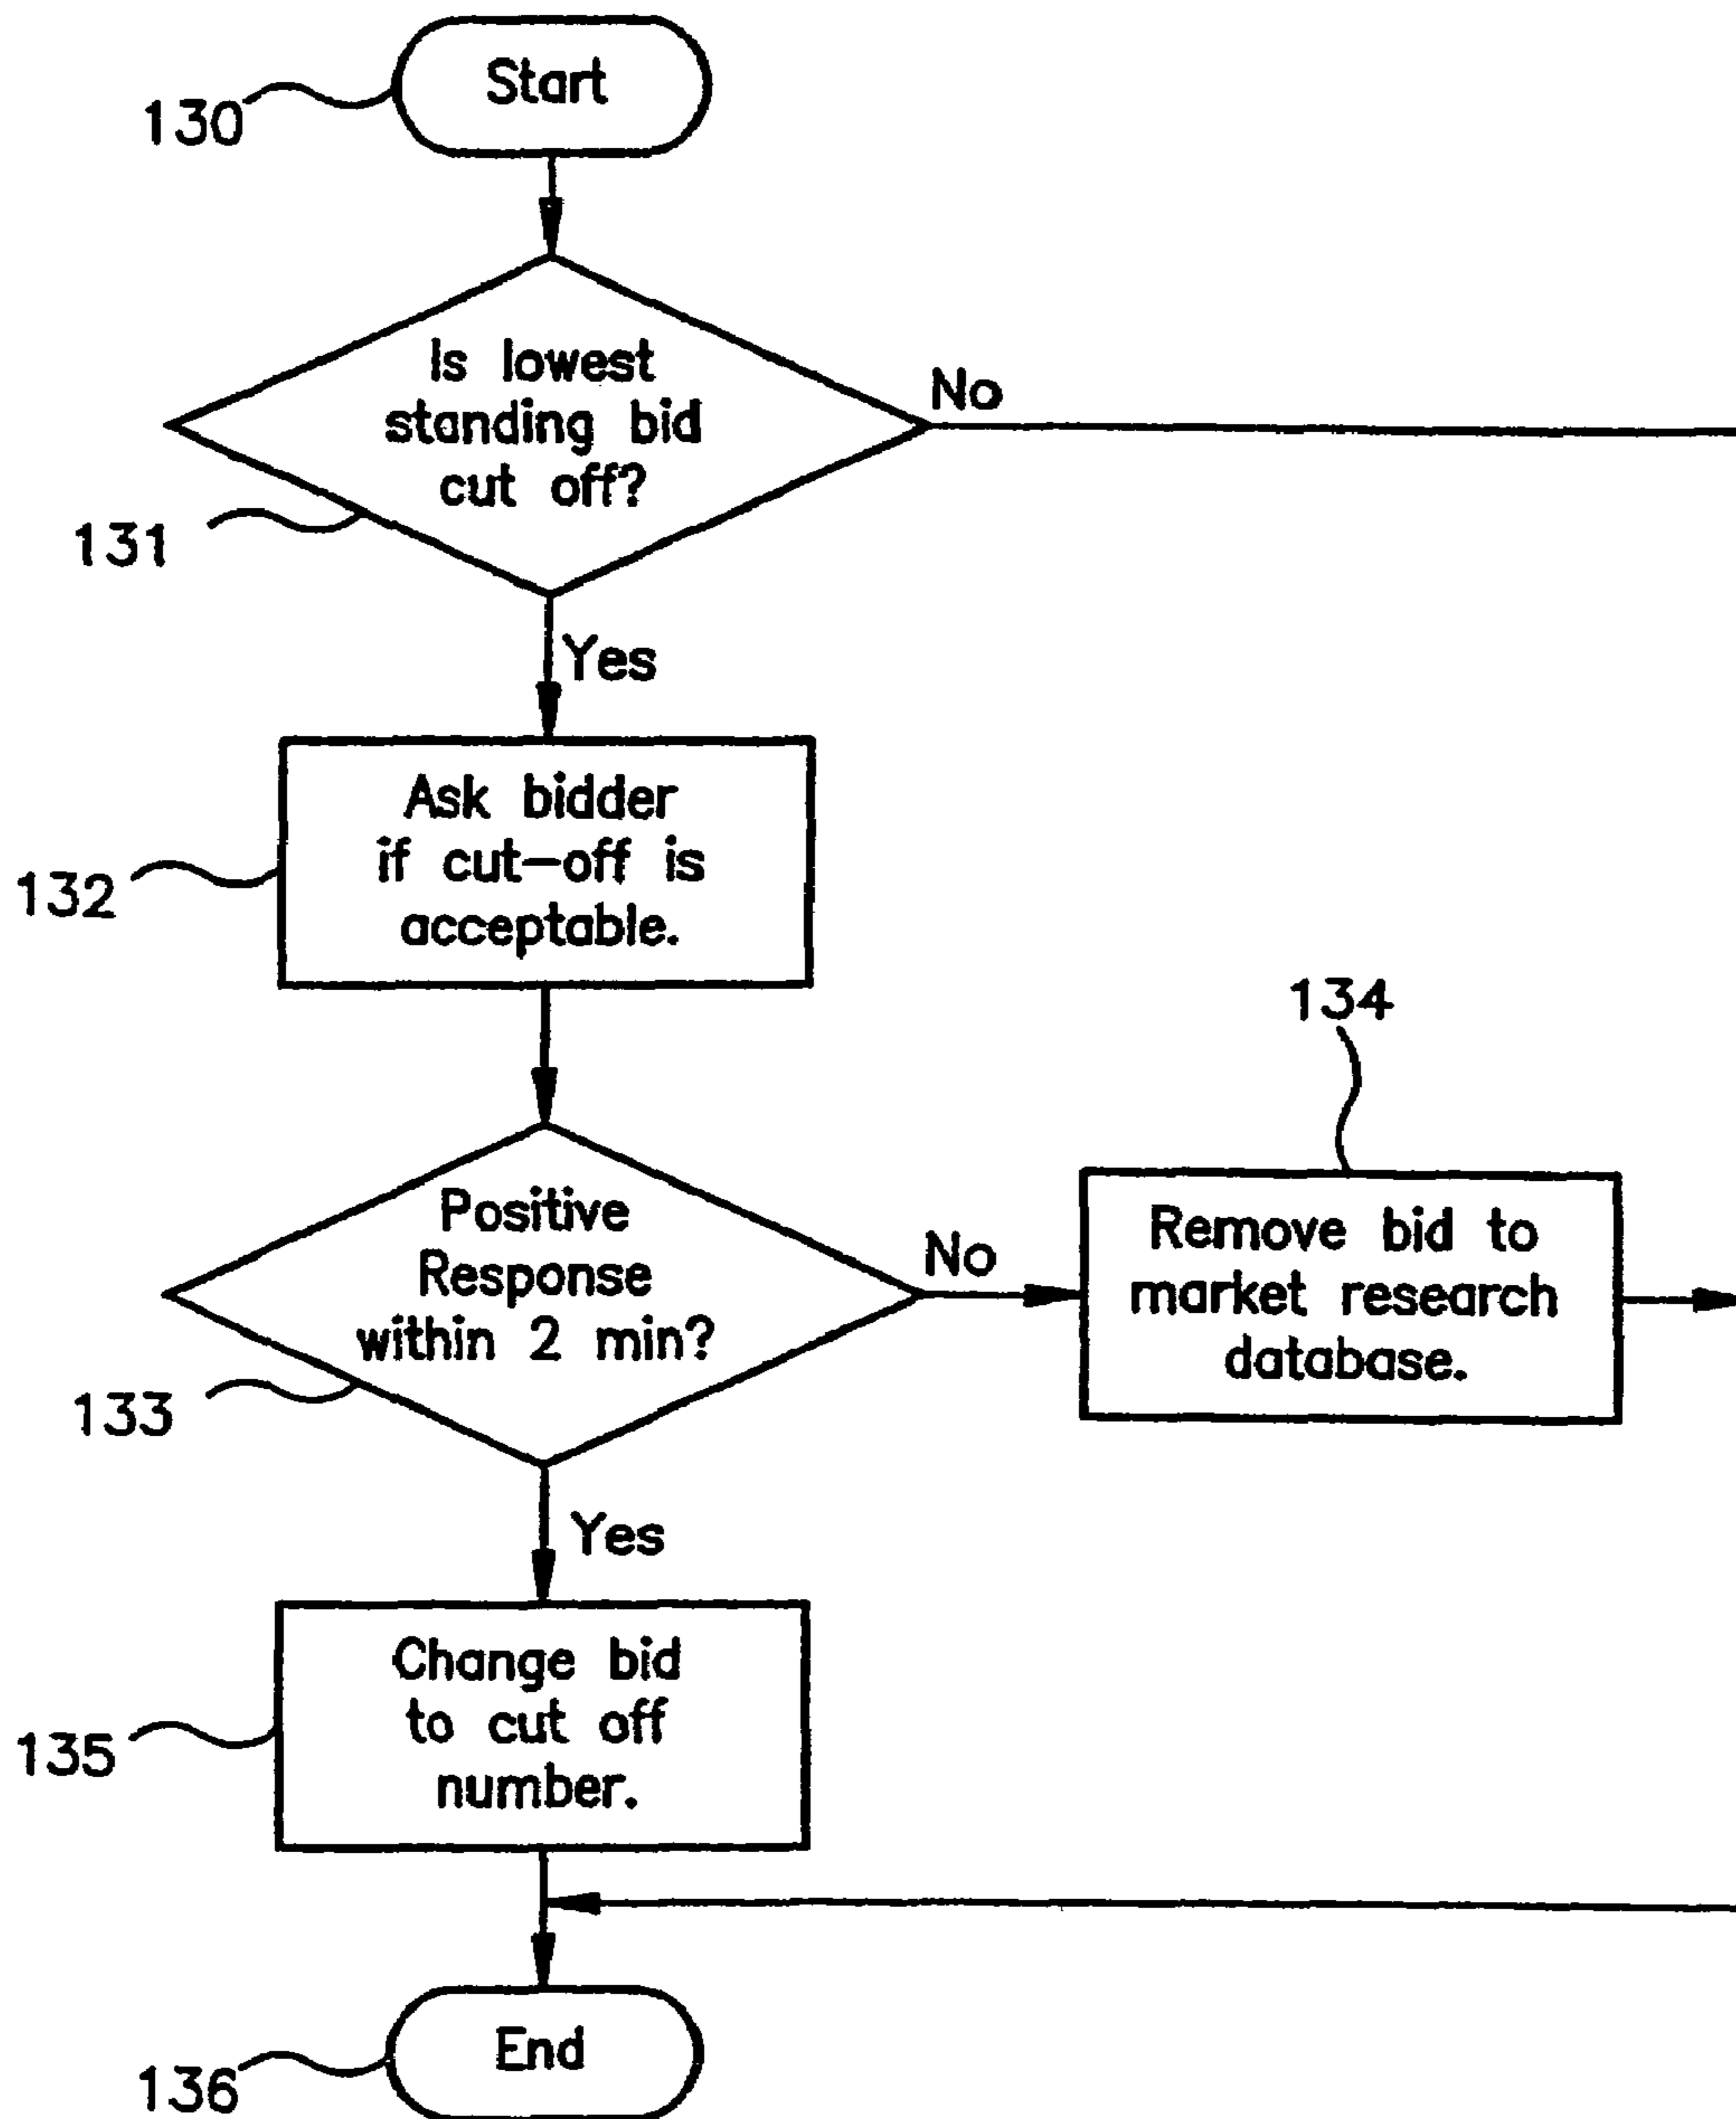 Start
130
Is lowest
standing bid
cut off?
No
131
Yes
Ask bidder
if cut-off is
acceptable.
132
134
Positive
Response
within 2 min?
No
Remove bid to
market research
database.
133
Yes
Change bid
to cut off
number.
135
End
136